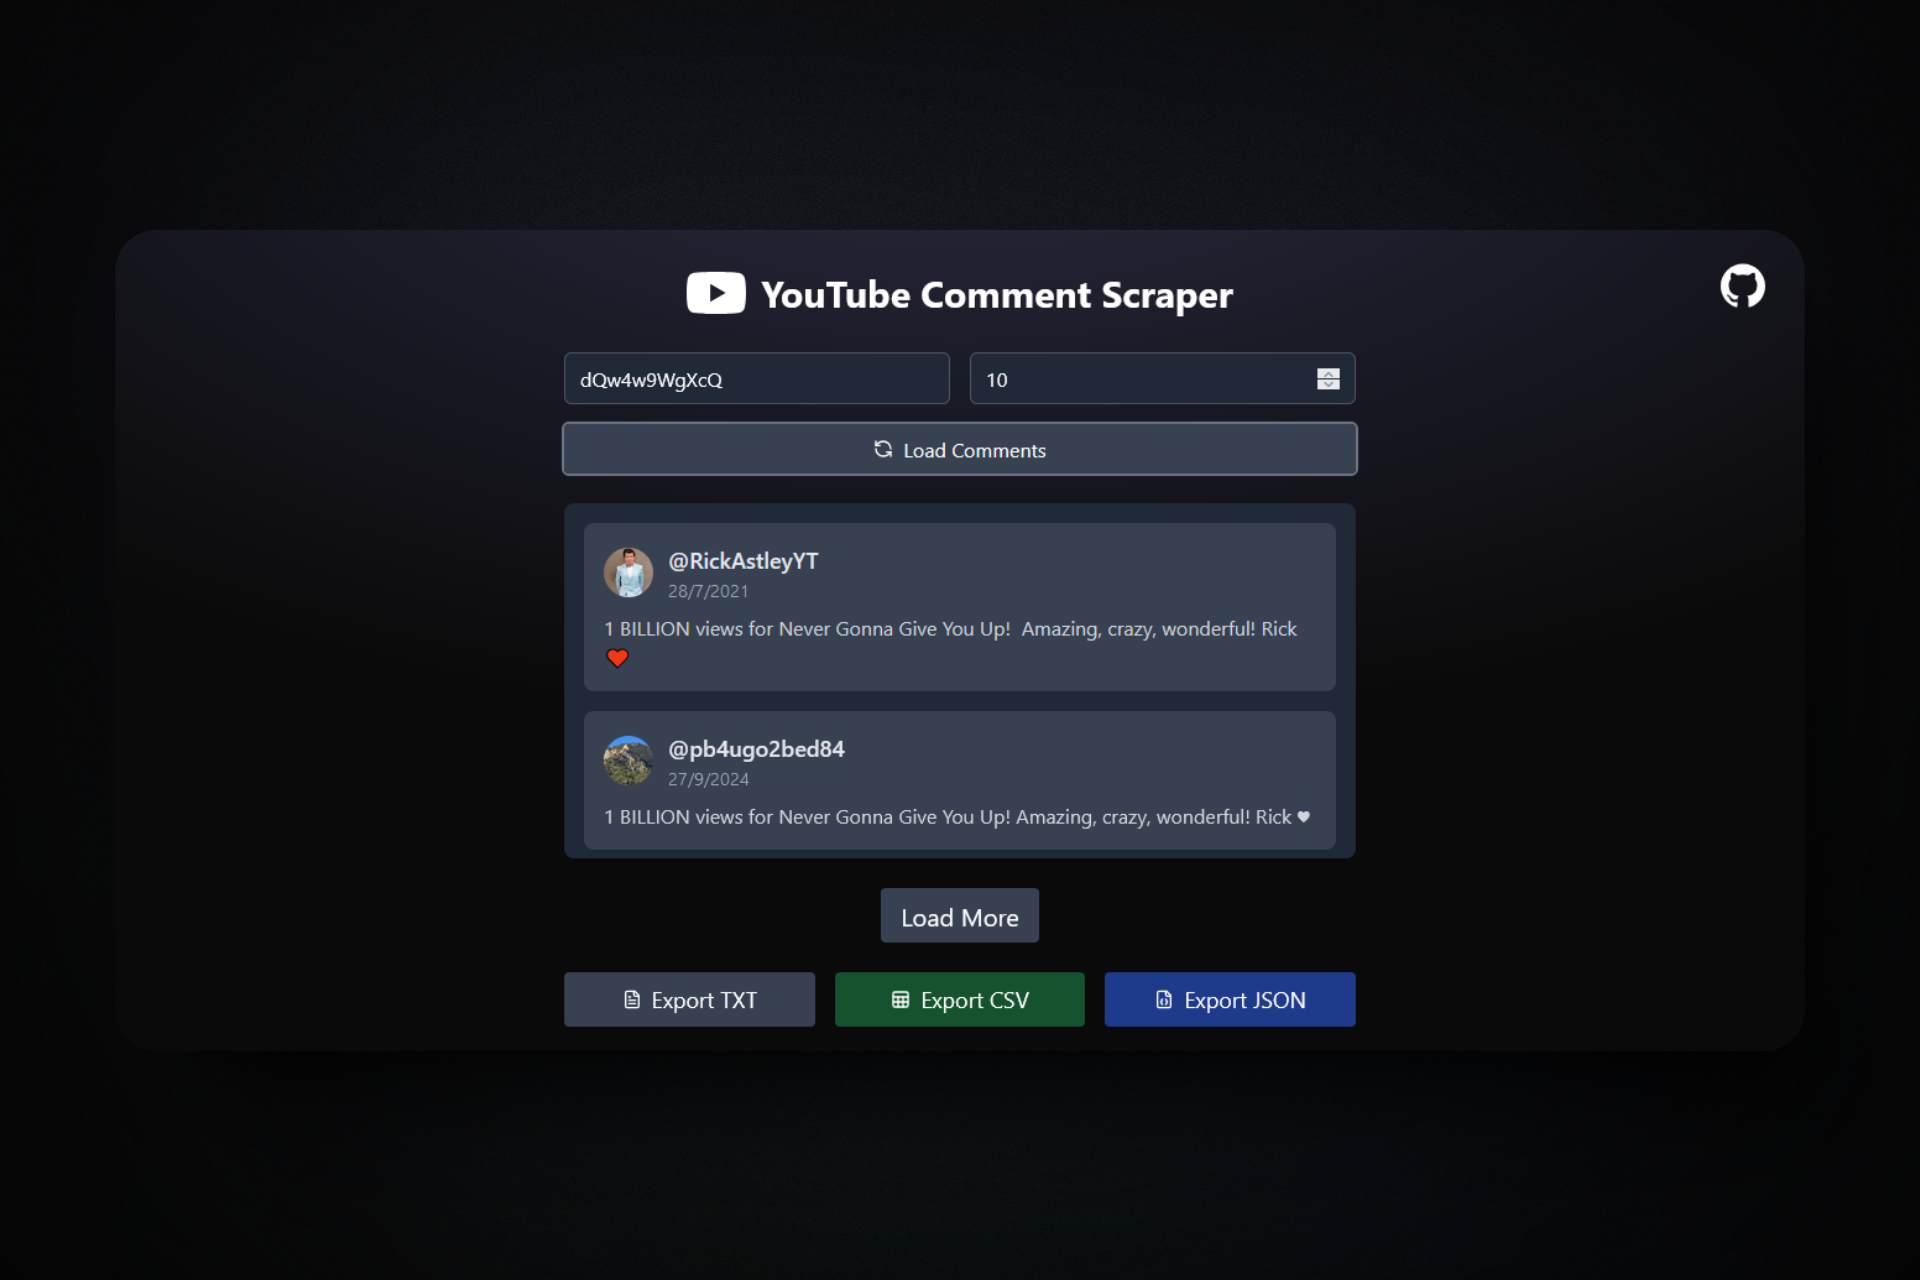 YouTube Comment Scraper
dQw4w9WgXcQ
10
Load Comments
@RickAstleyYT
28/7/2021
1 BILLION views for Never Gonna Give You Up!  Amazing, crazy, wonderful! Rick
❤️
@pb4ugo2bed84
27/9/2024
1 BILLION views for Never Gonna Give You Up! Amazing, crazy, wonderful! Rick ♥
Load More
Export TXT
Export CSV
Export JSON